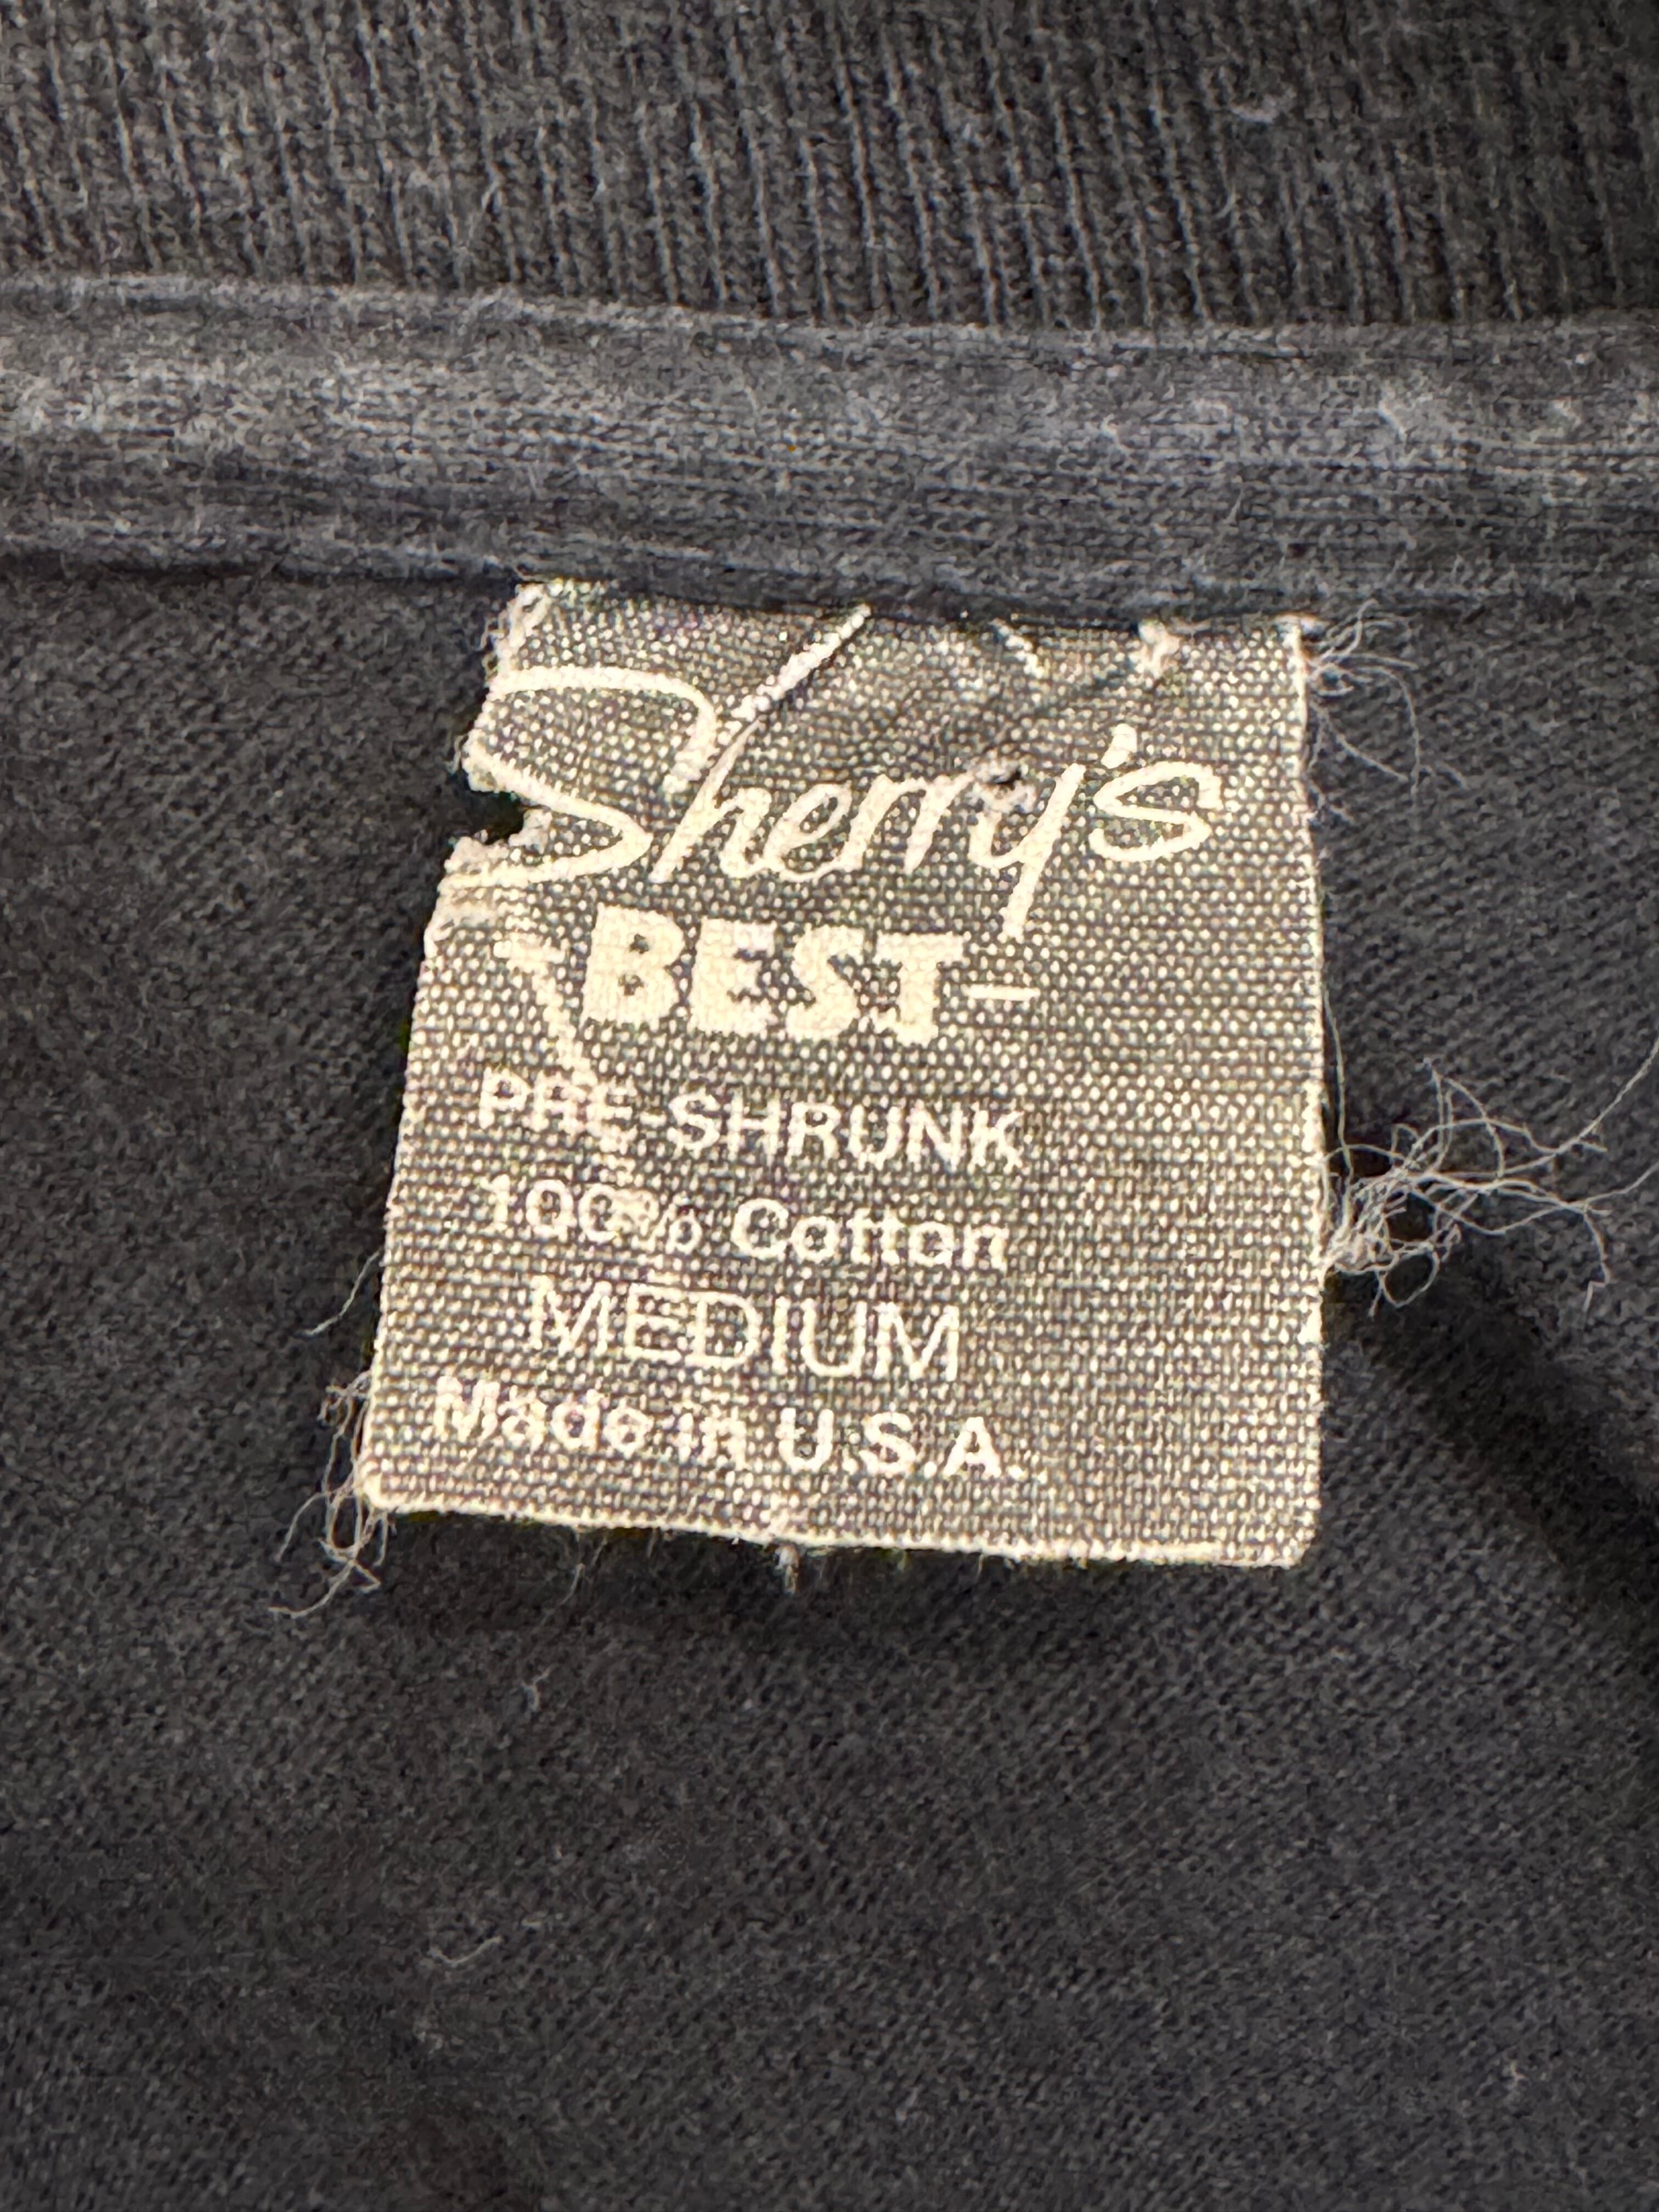 Sherry's
-BEST-
PRE-SHRUNK
100% Cotton
MEDIUM
Made in U.S.A.